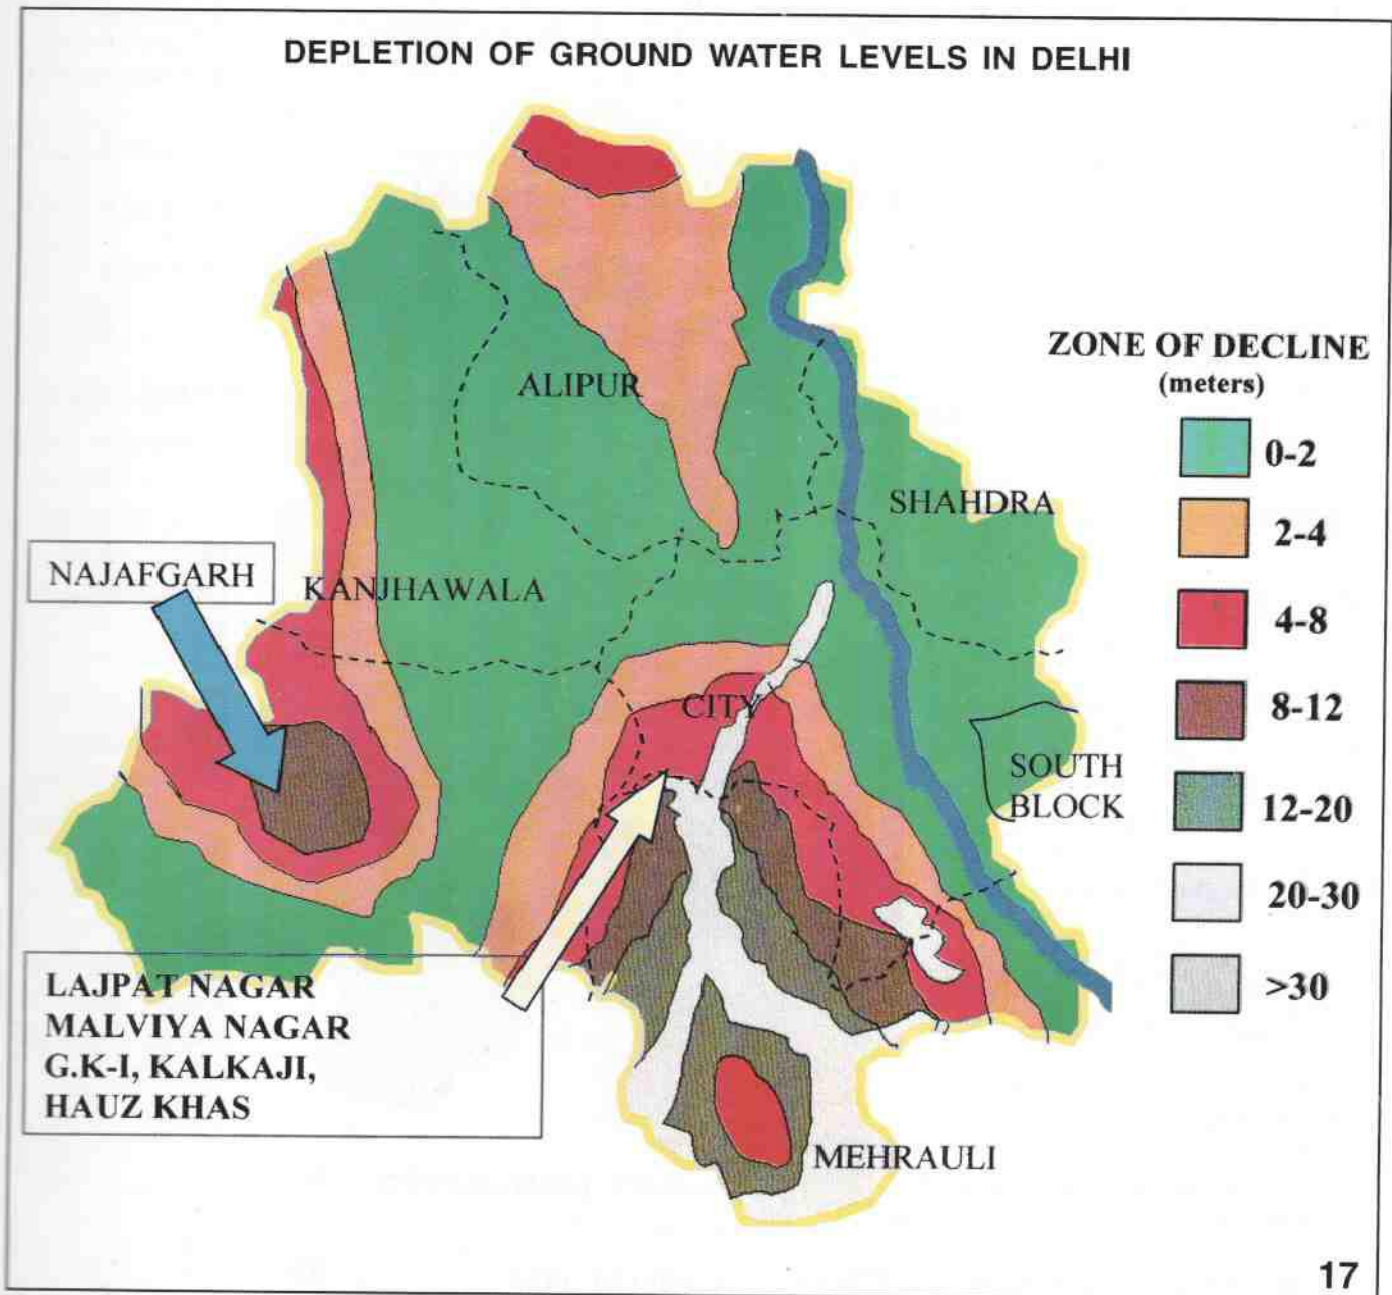 DEPLETION OF GROUND WATER LEVELS IN DELHI
ALIPUR
SHAHDRA
NAJAFGARH
KANJHAWALA
CITY
SOUTH
BLOCK
LAJPAT NAGAR
MALVIYA NAGAR
G.K-I, KALKAJI,
HAUZ KHAS
MEHRAULI
ZONE OF DECLINE
(meters)
0-2
2-4
4-8
8-12
12-20
20-30
>30
17